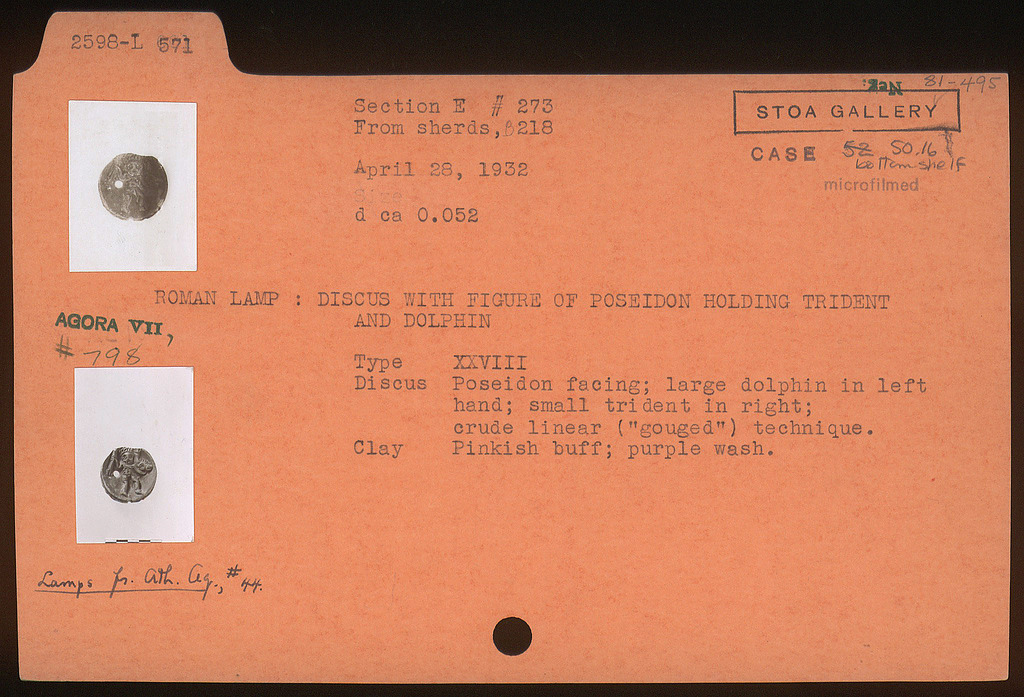 2598-L 571
Neg: 81-495
STOA GALLERY
CASE 52 50.16
bottom shelf
microfilmed
Section E # 273
From sherds, B218
April 28, 1932
Size
d ca 0.052
ROMAN LAMP : DISCUS WITH FIGURE OF POSEIDON HOLDING TRIDENT
AND DOLPHIN
AGORA VII,
# 798
Type XXVIII
Discus Poseidon facing; large dolphin in left
hand; small trident in right;
crude linear ("gouged") technique.
Clay Pinkish buff; purple wash.
Lamps fr. Ath. Ag., # 44.